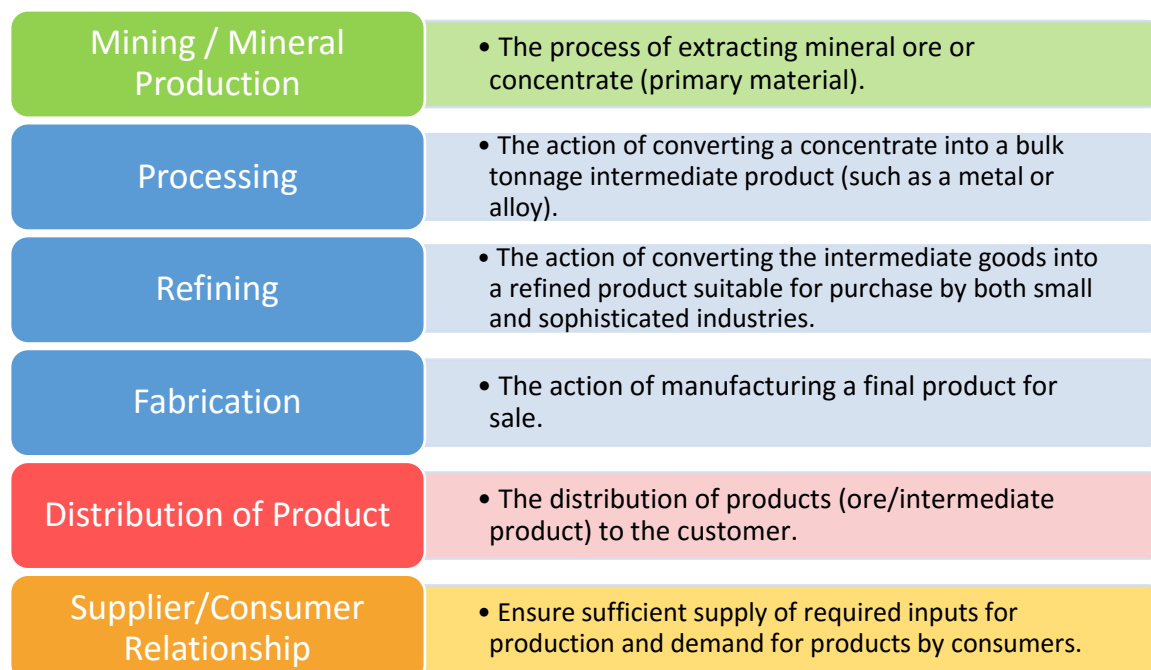 Mining / Mineral
Production
• The process of extracting mineral ore or
concentrate (primary material).
Processing
• The action of converting a concentrate into a bulk
tonnage intermediate product (such as a metal or
alloy).
Refining
• The action of converting the intermediate goods into
a refined product suitable for purchase by both small
and sophisticated industries.
Fabrication
• The action of manufacturing a final product for
sale.
Distribution of Product
• The distribution of products (ore/intermediate
product) to the customer.
Supplier/Consumer
Relationship
• Ensure sufficient supply of required inputs for
production and demand for products by consumers.